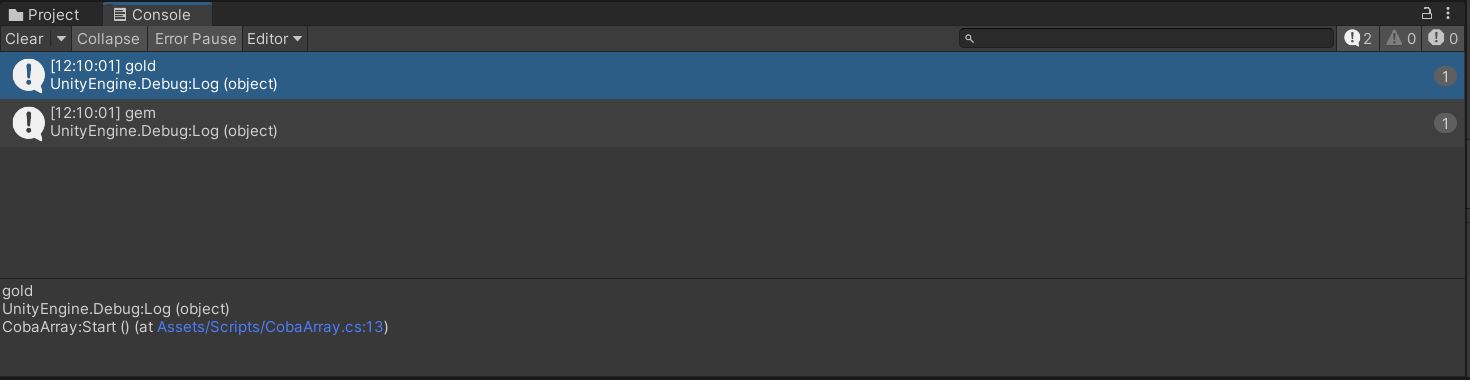 Project Console
Clear Collapse Error Pause Editor 2 0 0
[12:10:01] gold
UnityEngine.Debug:Log (object) 1
[12:10:01] gem
UnityEngine.Debug:Log (object) 1
gold
UnityEngine.Debug:Log (object)
CobaArray:Start () (at Assets/Scripts/CobaArray.cs:13)